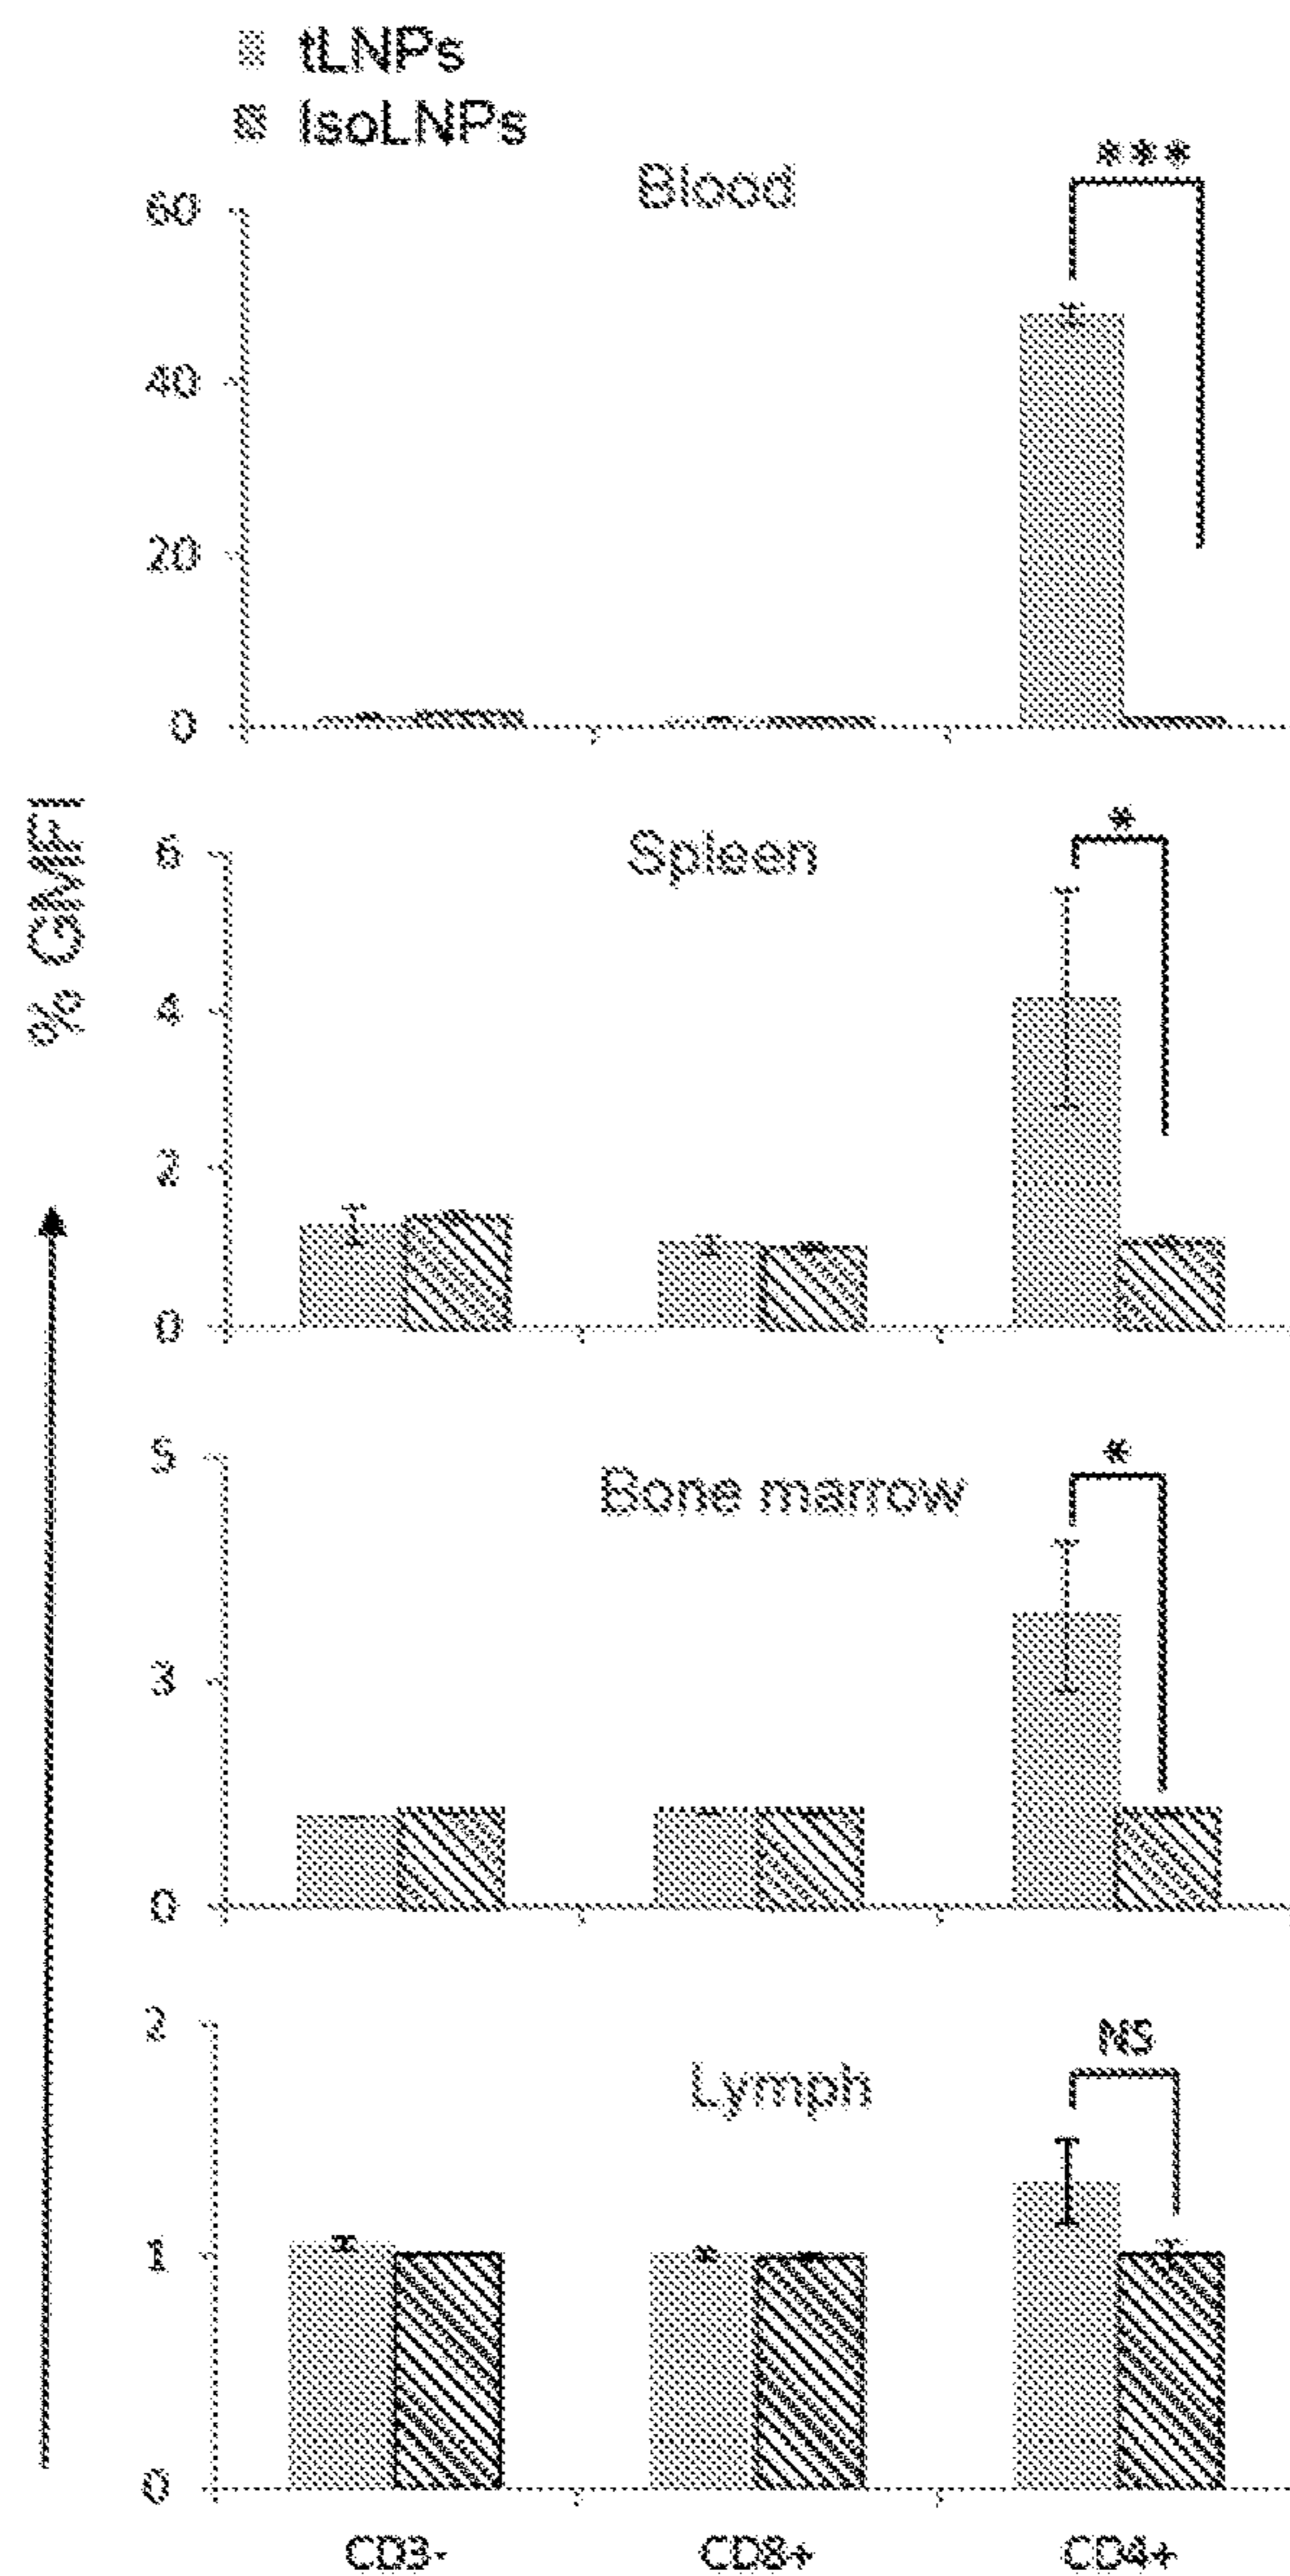 tLNPs
IsoLNPs
% GMFI
Blood
***
60
40
20
0
Spleen
*
6
4
2
0
Bone marrow
*
5
3
0
Lymph
NS
2
1
0
CD3- CD8+ CD4+